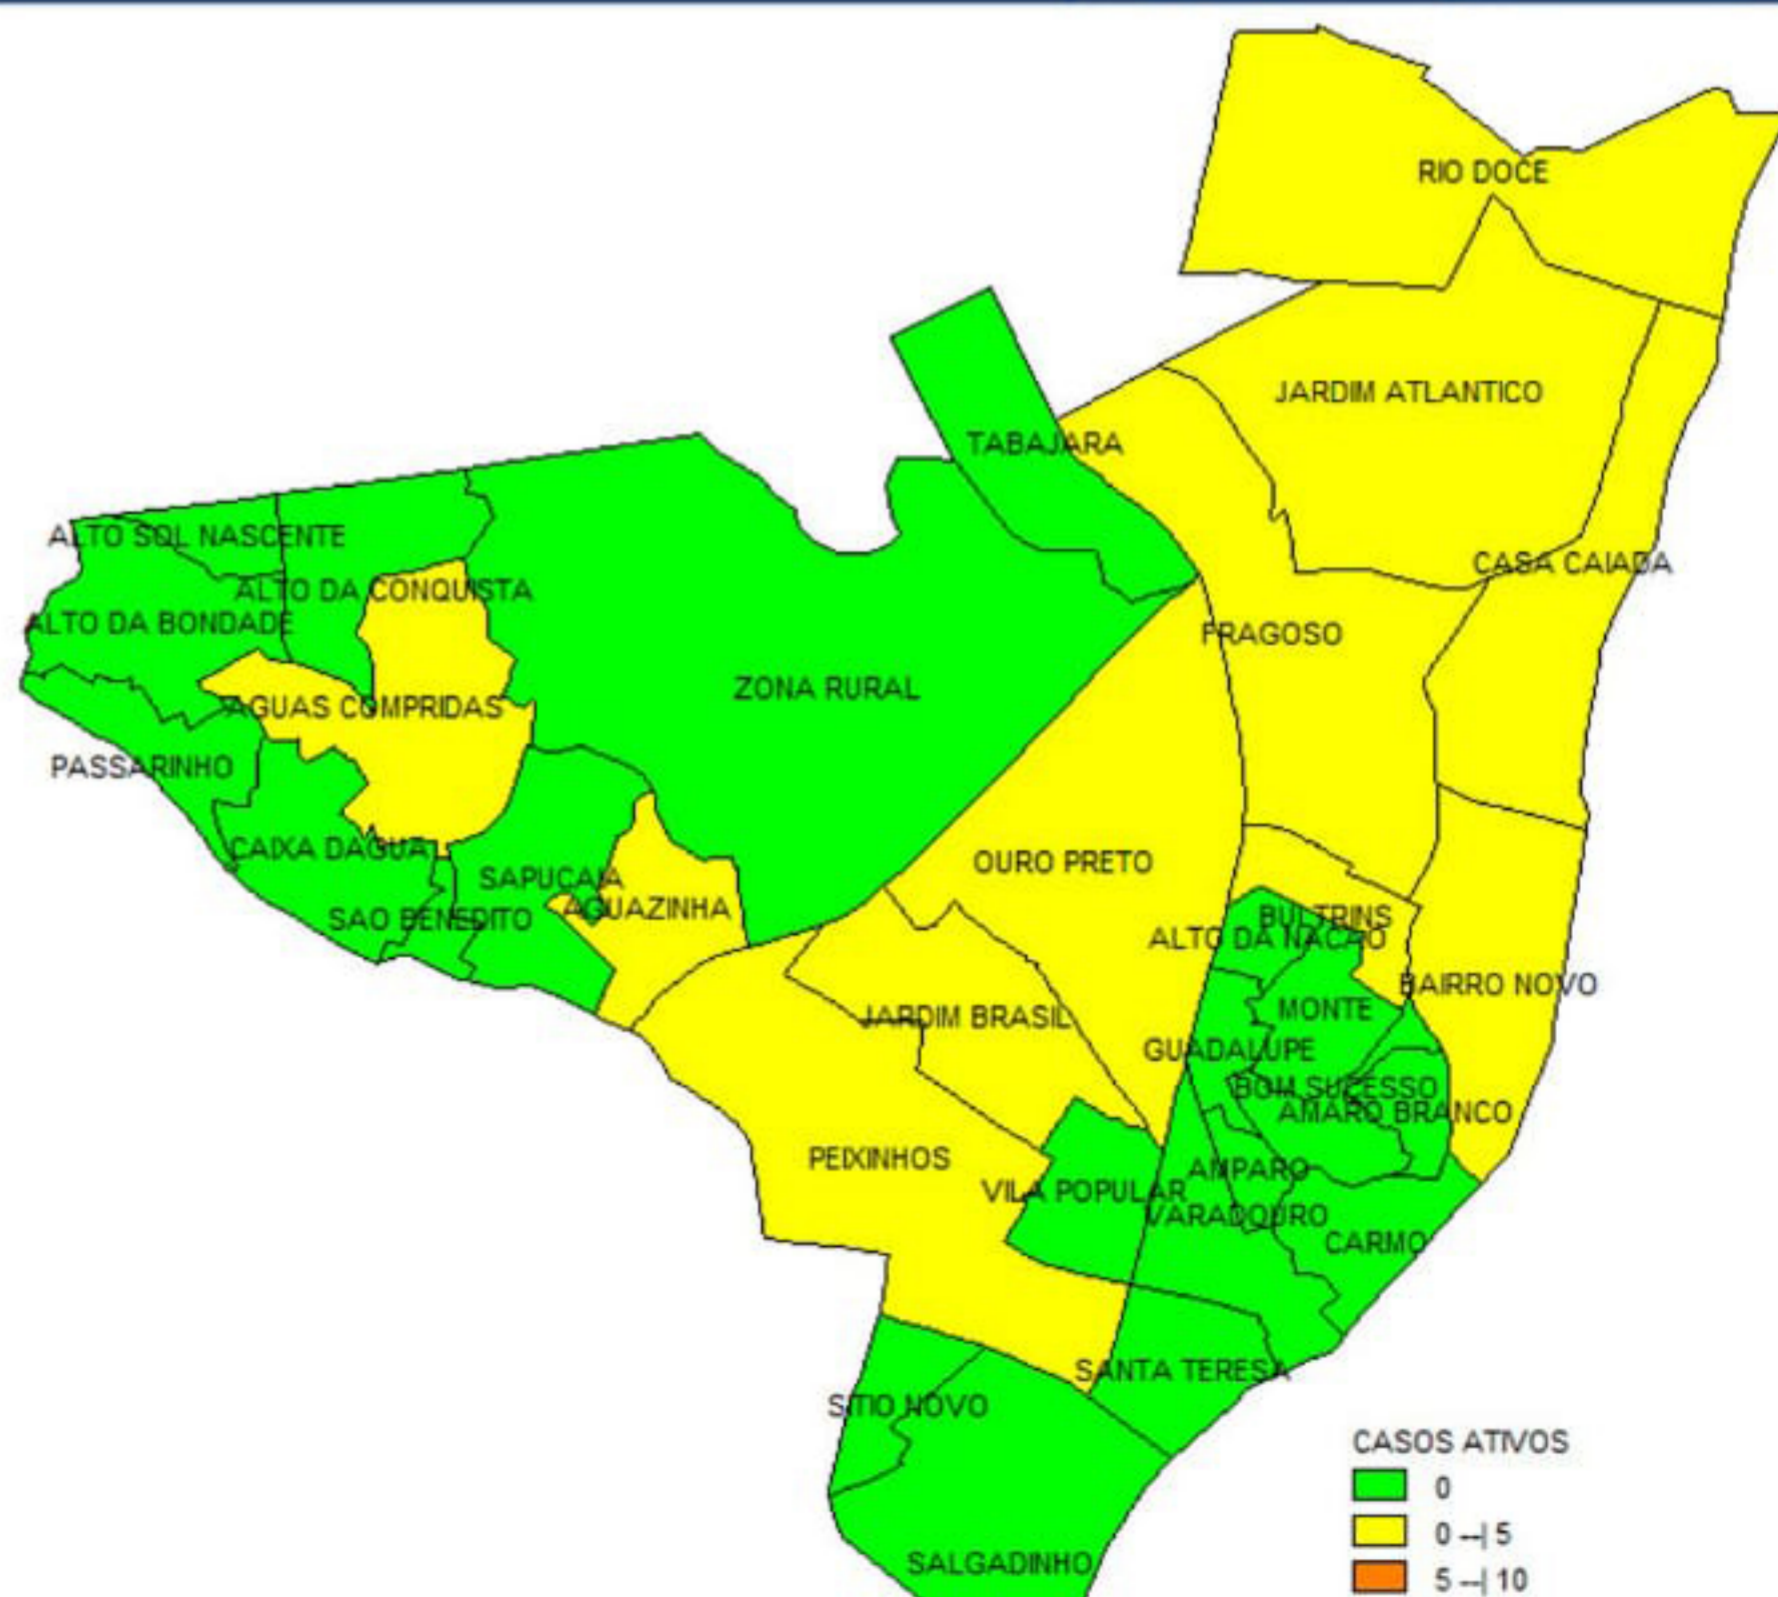 RIO DOCE
JARDIM ATLANTICO
TABAJARA
ALTO SOL NASCENTE
CASA CAIADA
ALTO DA CONQUISTA
ALTO DA BONDADE
FRAGOSO
ZONA RURAL
AGUAS COMPRIDAS
PASSARINHO
CAIXA DAGUA
OURO PRETO
SAPUCAIA
AGUAZINHA
SAO BENEDITO
BULTRINS
ALTO DA NACAO
BAIRRO NOVO
MONTE
JARDIM BRASIL
GUADALUPE
BOM SUCESSO
AMARO BRANCO
PEIXINHOS
AMPARO
VILA POPULAR
VARADOURO
CARMO
SANTA TERESA
SITIO NOVO
SALGADINHO
CASOS ATIVOS
0
0 --| 5
5 --| 10